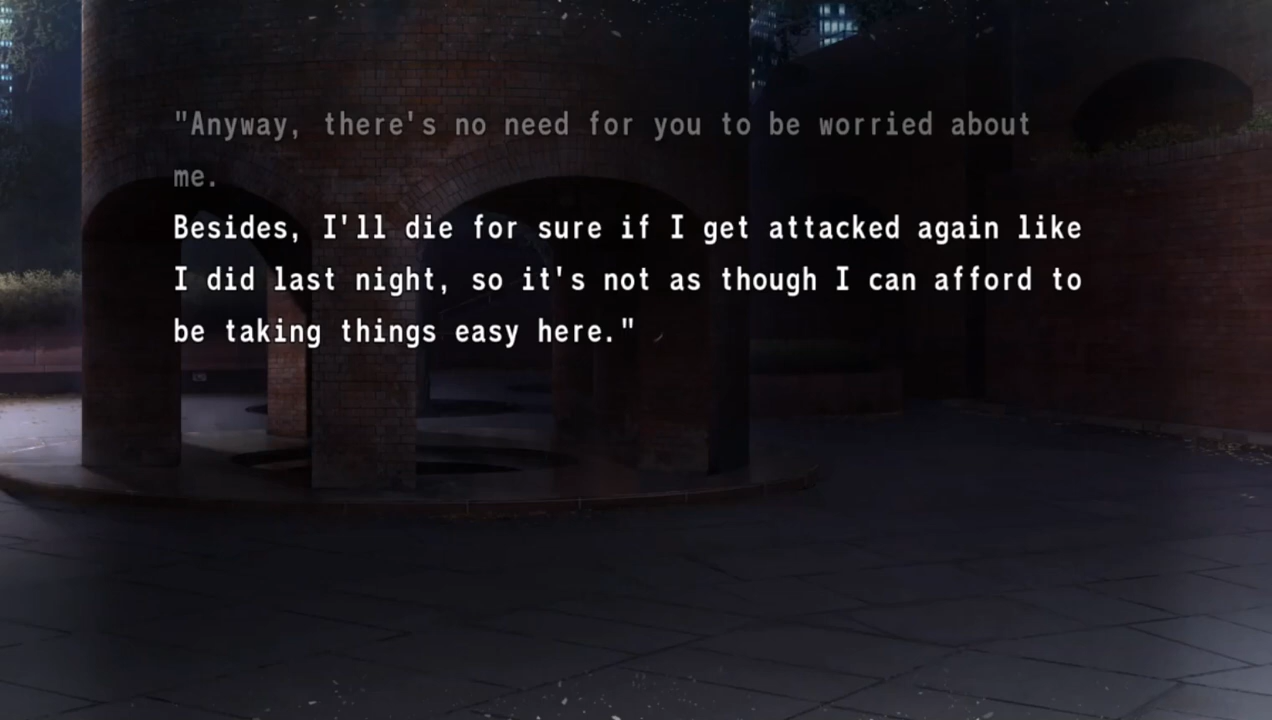 "Anyway, there's no need for you to be worried about
me.
Besides, I'll die for sure if I get attacked again like
I did last night, so it's not as though I can afford to
be taking things easy here."